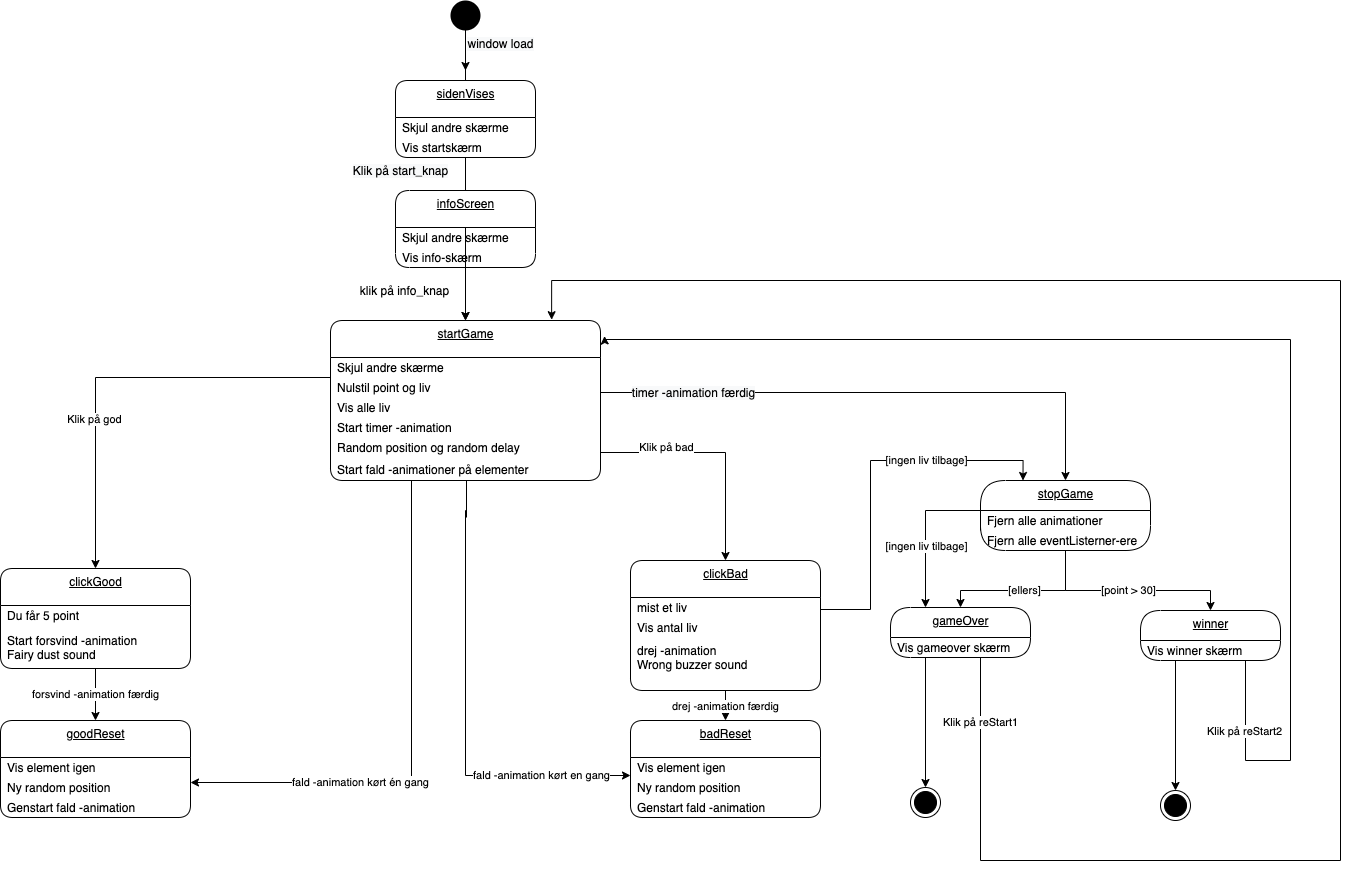 window load
sidenVises
Skjul andre skærme
Vis startskærm
Klik på start_knap
infoScreen
Skjul andre skærme
Vis info-skærm
klik på info_knap
startGame
Skjul andre skærme
Nulstil point og liv
Vis alle liv
Start timer -animation
Random position og random delay
Start fald -animationer på elementer
timer -animation færdig
Klik på god
Klik på bad
[ingen liv tilbage]
stopGame
Fjern alle animationer
Fjern alle eventListerner-ere
[ingen liv tilbage]
[ellers]
[point > 30]
clickGood
Du får 5 point
Start forsvind -animation
Fairy dust sound
clickBad
mist et liv
Vis antal liv
drej -animation
Wrong buzzer sound
gameOver
Vis gameover skærm
winner
Vis winner skærm
forsvind -animation færdig
drej -animation færdig
Klik på reStart1
Klik på reStart2
goodReset
Vis element igen
Ny random position
Genstart fald -animation
fald -animation kørt én gang
fald -animation kørt en gang
badReset
Vis element igen
Ny random position
Genstart fald -animation